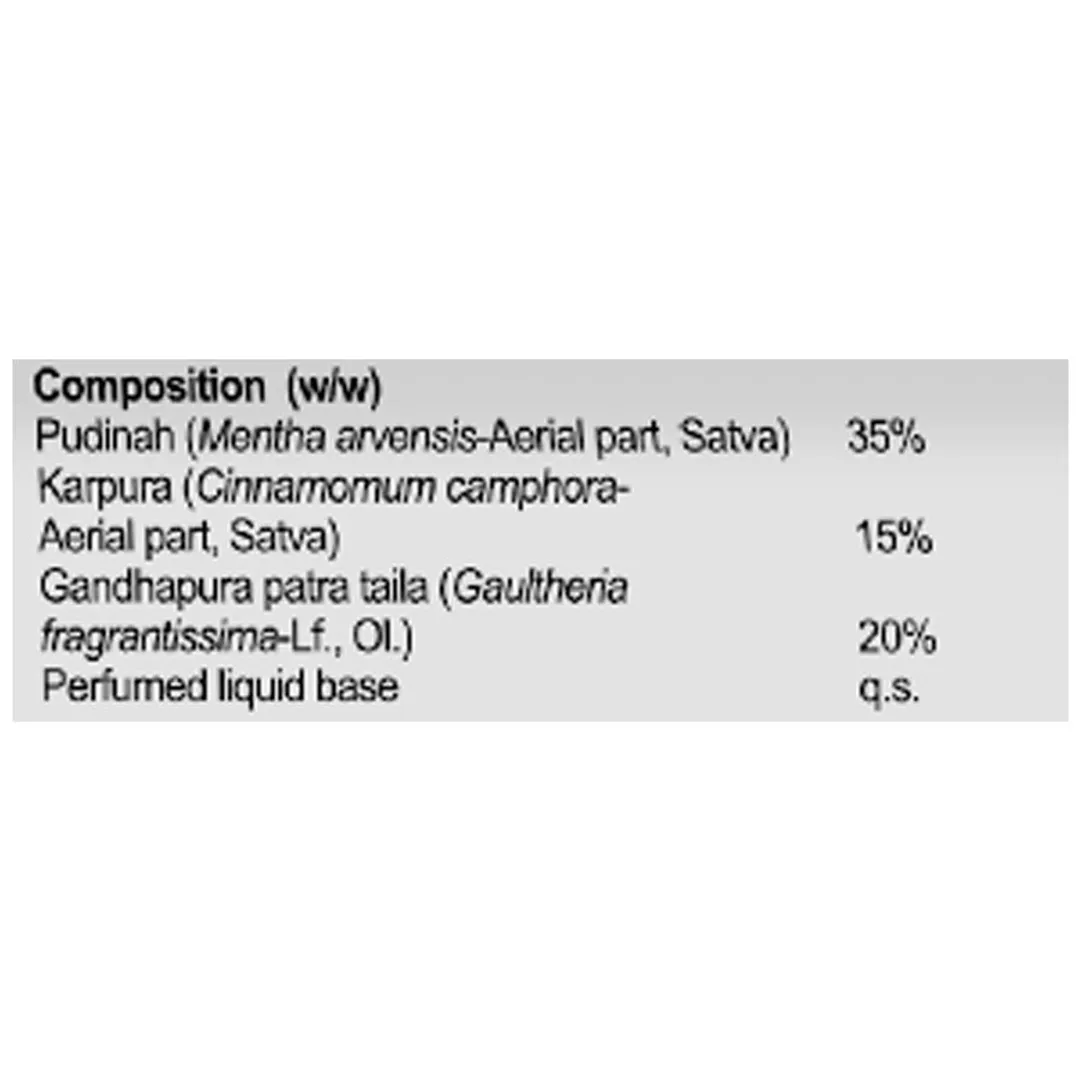 Composition (w/w)
Pudinah (Mentha arvensis-Aerial part, Satva) 35%
Karpura (Cinnamomum camphora-
Aerial part, Satva) 15%
Gandhapura patra taila (Gaultheria
fragrantissima-Lf., Ol.) 20%
Perfumed liquid base q.s.